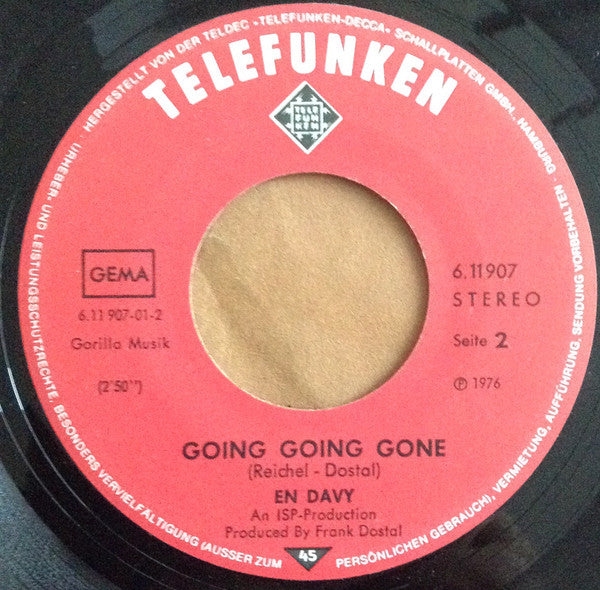 HERGESTELLT VON DER TELDEC »TELEFUNKEN-DECCA« SCHALLPLATTEN GMBH., HAMBURG ·
URHEBER- UND LEISTUNGSSCHUTZRECHTE, BESONDERS VERVIELFÄLTIGUNG (AUSSER ZUM PERSÖNLICHEN GEBRAUCH), VERMIETUNG, AUFFÜHRUNG, SENDUNG VORBEHALTEN ·
TELEFUNKEN
TELE
FUN
KEN
GEMA
6.11 907-01-2
Gorilla Musik
(2'50")
6.11907
STEREO
Seite 2
℗ 1976
GOING GOING GONE
(Reichel - Dostal)
EN DAVY
An ISP-Production
Produced By Frank Dostal
45